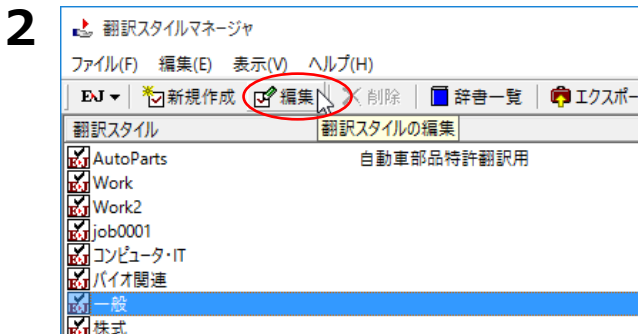 2
翻訳スタイルマネージャ
ファイル(F) 編集(E) 表示(V) ヘルプ(H)
EJ 新規作成 編集 削除 辞書一覧 エクスポー
翻訳スタイル 翻訳スタイルの編集
AutoParts 自動車部品特許翻訳用
Work
Work2
job0001
コンピュータ・IT
バイオ関連
一般
株式